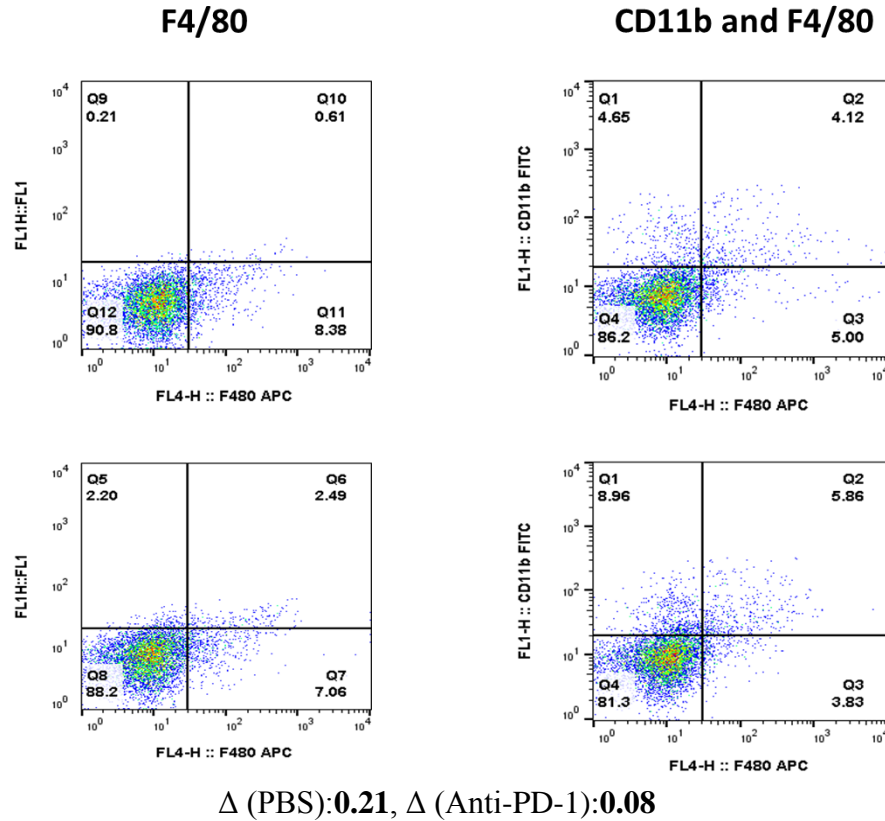 F4/80
CD11b and F4/80
10⁴
10³
10²
10¹
10⁰
FL1H::FL1
Q9
0.21
Q10
0.61
Q12
90.8
Q11
8.38
10⁰
10¹
10²
10³
10⁴
FL4-H :: F480 APC
10⁴
10³
10²
10¹
10⁰
FL1-H :: CD11b FITC
Q1
4.65
Q2
4.12
Q4
86.2
Q3
5.00
10¹
10²
10³
10⁴
FL4-H :: F480 APC
10⁴
10³
10²
10¹
10⁰
FL1H::FL1
Q5
2.20
Q6
2.49
Q8
88.2
Q7
7.06
10⁰
10¹
10²
10³
10⁴
FL4-H :: F480 APC
10⁴
10³
10²
10¹
10⁰
FL1-H :: CD11b FITC
Q1
8.96
Q2
5.86
Q4
81.3
Q3
3.83
10⁰
10¹
10²
10³
10⁴
FL4-H :: F480 APC
Δ (PBS):0.21, Δ (Anti-PD-1):0.08